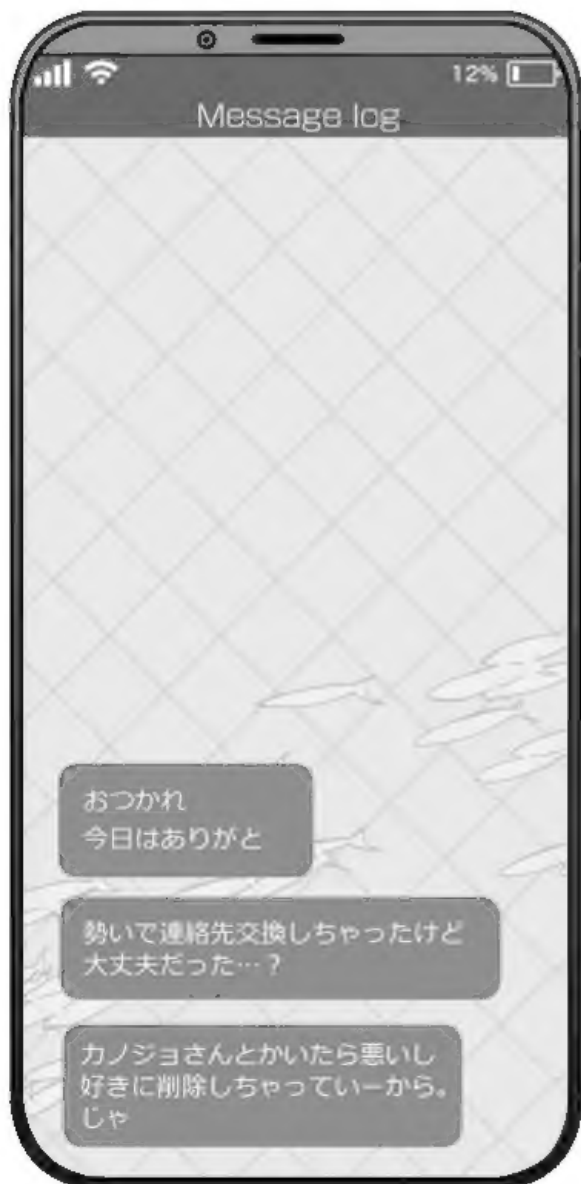 12%
Message log
おつかれ
今日はありがと
勢いで連絡先交換しちゃったけど
大丈夫だった…？
カノジョさんとかいたら悪いし
好きに削除しちゃっていーから。
じゃ